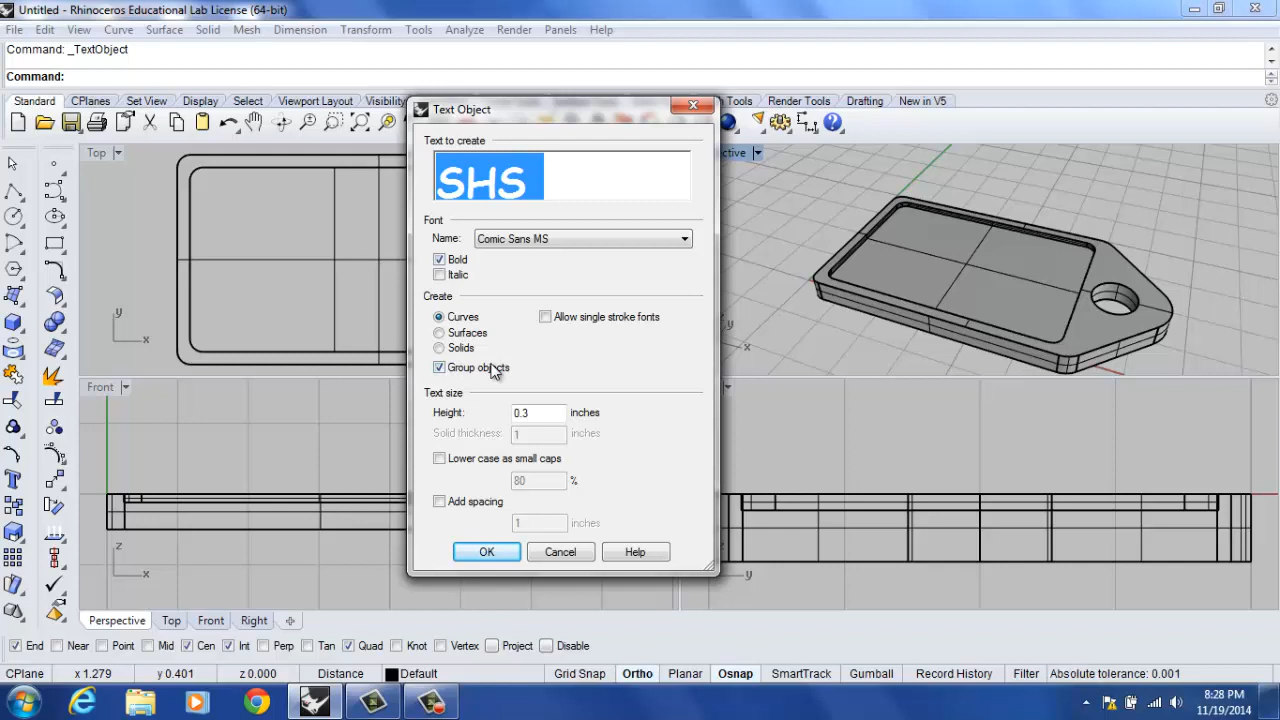 Untitled - Rhinoceros Educational Lab License (64-bit)
File Edit View Curve Surface Solid Mesh Dimension Transform Tools Analyze Render Panels Help
Command: _TextObject
Command:
Standard CPlanes Set View Display Select Viewport Layout Visibility Tools Render Tools Drafting New in V5
Text Object
Top
ective
Text to create
SHS
Font
Name: Comic Sans MS
Bold
Italic
Create
Curves Allow single stroke fonts
Surfaces
Solids
Group objects
y
x
y
x
Front
Text size
Height: 0.3 inches
Solid thickness: 1 inches
Lower case as small caps
80 %
Add spacing
1 inches
OK Cancel Help
z
x
y
Perspective Top Front Right
End Near Point Mid Cen Int Perp Tan Quad Knot Vertex Project Disable
CPlane x 1.279 y 0.401 z 0.000 Distance Default Grid Snap Ortho Planar Osnap SmartTrack Gumball Record History Filter Absolute tolerance: 0.001
8:28 PM
11/19/2014